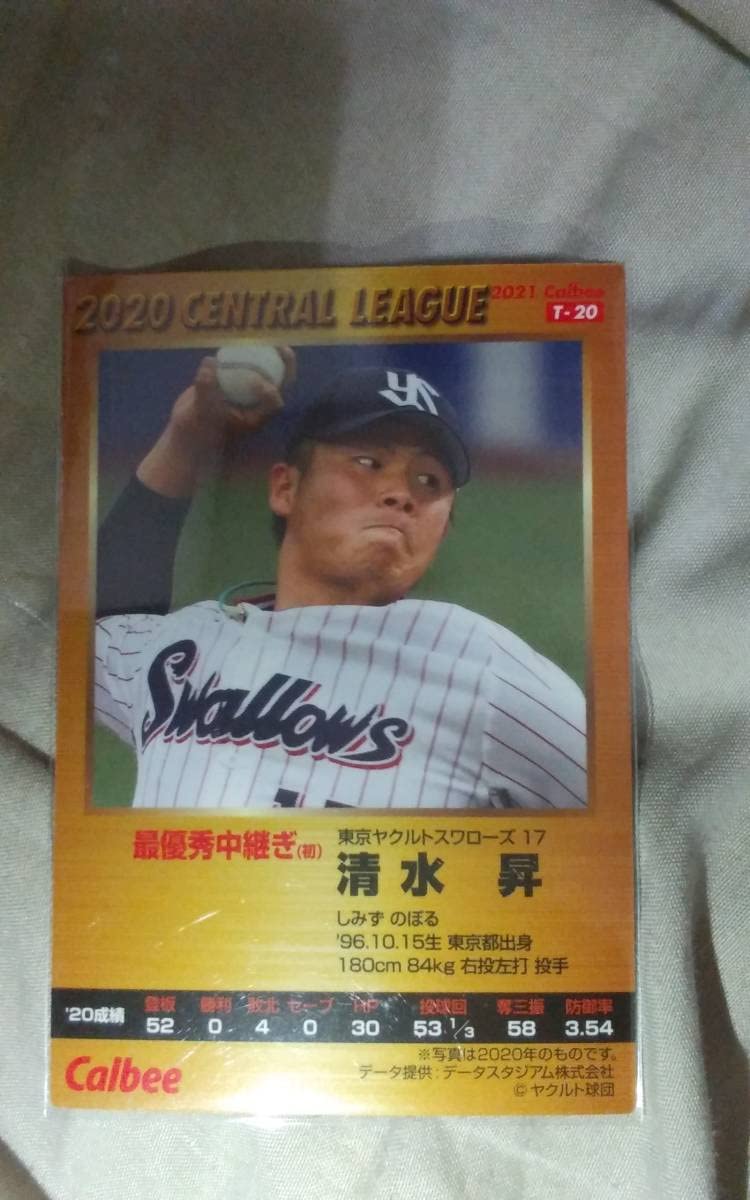 2020 CENTRAL LEAGUE
2021 Calbee
T-20
Swallows
17
最優秀中継ぎ(初)
東京ヤクルトスワローズ 17
清水 昇
しみず のぼる
'96.10.15生 東京都出身
180cm 84kg 右投左打 投手
'20成績 登板 勝利 敗北 セーブ HP 投球回 奪三振 防御率
52 0 4 0 30 53 1/3 58 3.54
※写真は2020年のものです。
Calbee
データ提供:データスタジアム株式会社
©ヤクルト球団